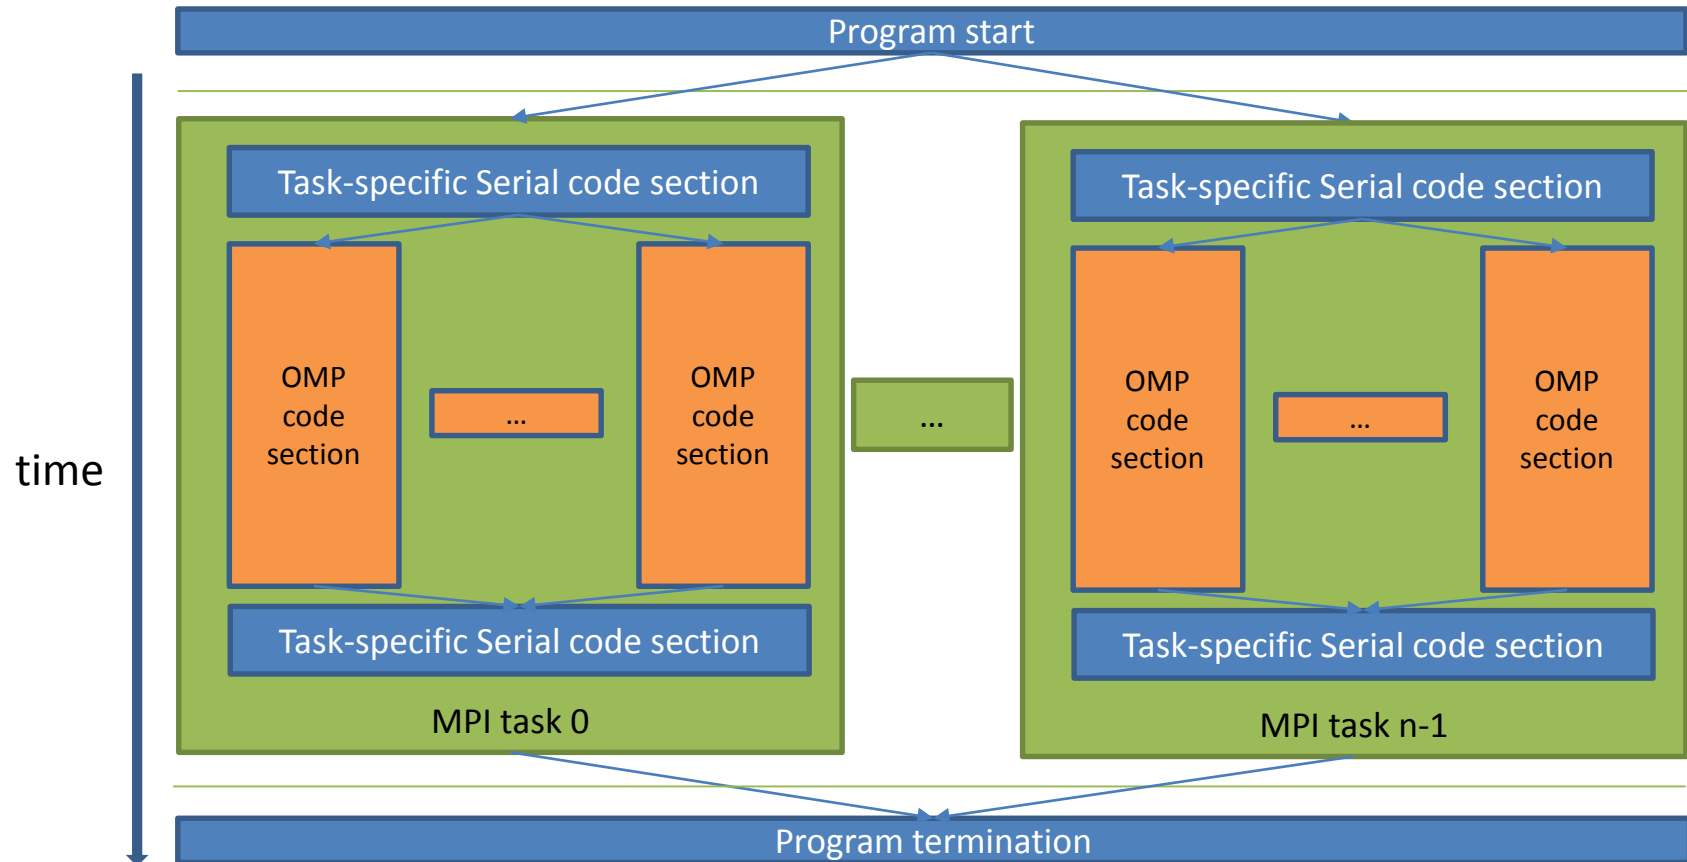 Program start
Task-specific Serial code section
Task-specific Serial code section
OMP
code
section
...
OMP
code
section
...
OMP
code
section
...
OMP
code
section
time
Task-specific Serial code section
Task-specific Serial code section
MPI task 0
MPI task n-1
Program termination